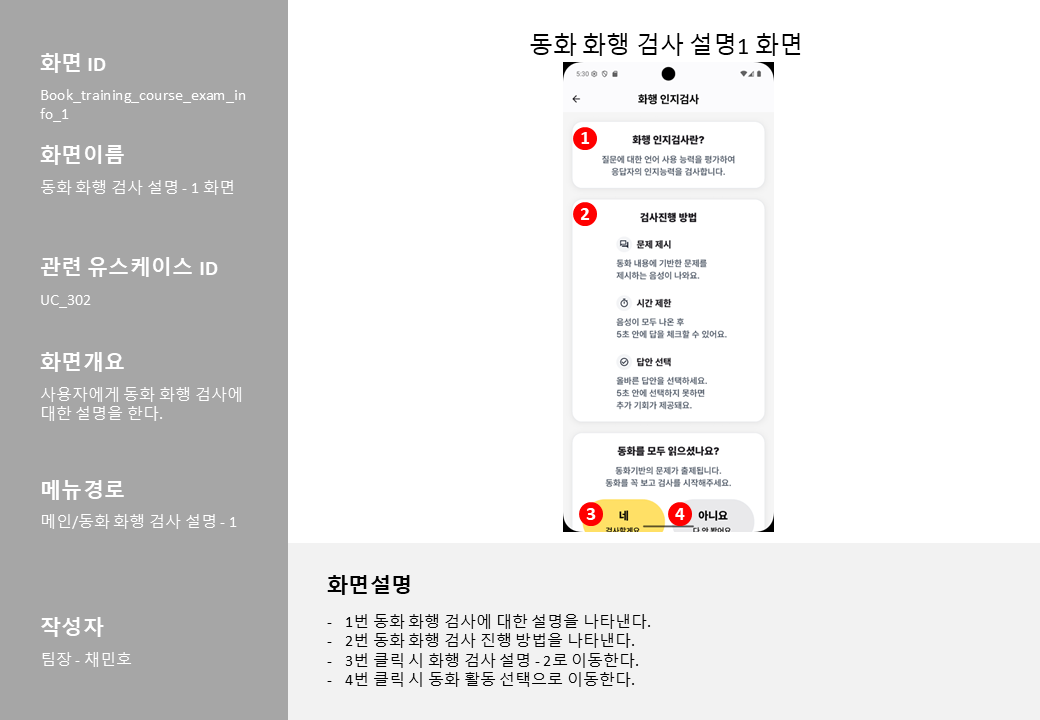 화면 ID
Book_training_course_exam_in
fo_1
화면이름
동화 화행 검사 설명 - 1 화면
관련 유스케이스 ID
UC_302
화면개요
사용자에게 동화 화행 검사에
대한 설명을 한다.
메뉴경로
메인/동화 화행 검사 설명 - 1
작성자
팀장 - 채민호
동화 화행 검사 설명1 화면
5:30
화행 인지검사
1
화행 인지검사란?
질문에 대한 언어 사용 능력을 평가하여
응답자의 인지능력을 검사합니다.
2
검사진행 방법
문제 제시
동화 내용에 기반한 문제를
제시하는 음성이 나와요.
시간 제한
음성이 모두 나온 후
5초 안에 답을 체크할 수 있어요.
답안 선택
올바른 답안을 선택하세요.
5초 안에 선택하지 못하면
추가 기회가 제공돼요.
동화를 모두 읽으셨나요?
동화기반의 문제가 출제됩니다.
동화를 꼭 보고 검사를 시작해주세요.
3 네 4 아니요
검사할게요 다 안 봤어요
화면설명
- 1번 동화 화행 검사에 대한 설명을 나타낸다.
- 2번 동화 화행 검사 진행 방법을 나타낸다.
- 3번 클릭 시 화행 검사 설명 - 2로 이동한다.
- 4번 클릭 시 동화 활동 선택으로 이동한다.